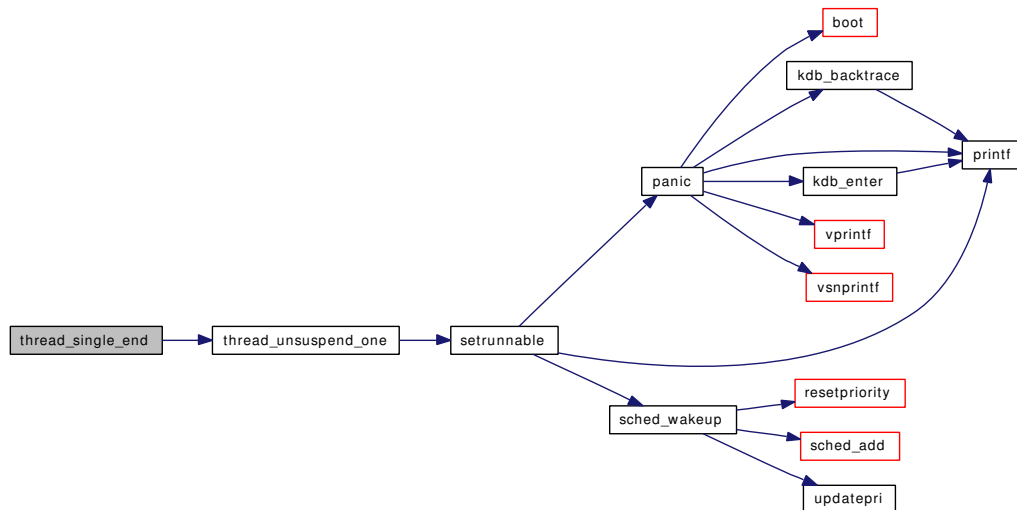 boot
kdb_backtrace
printf
panic
kdb_enter
vprintf
vsnprintf
thread_single_end
thread_unsuspend_one
setrunnable
resetpriority
sched_wakeup
sched_add
updatepri